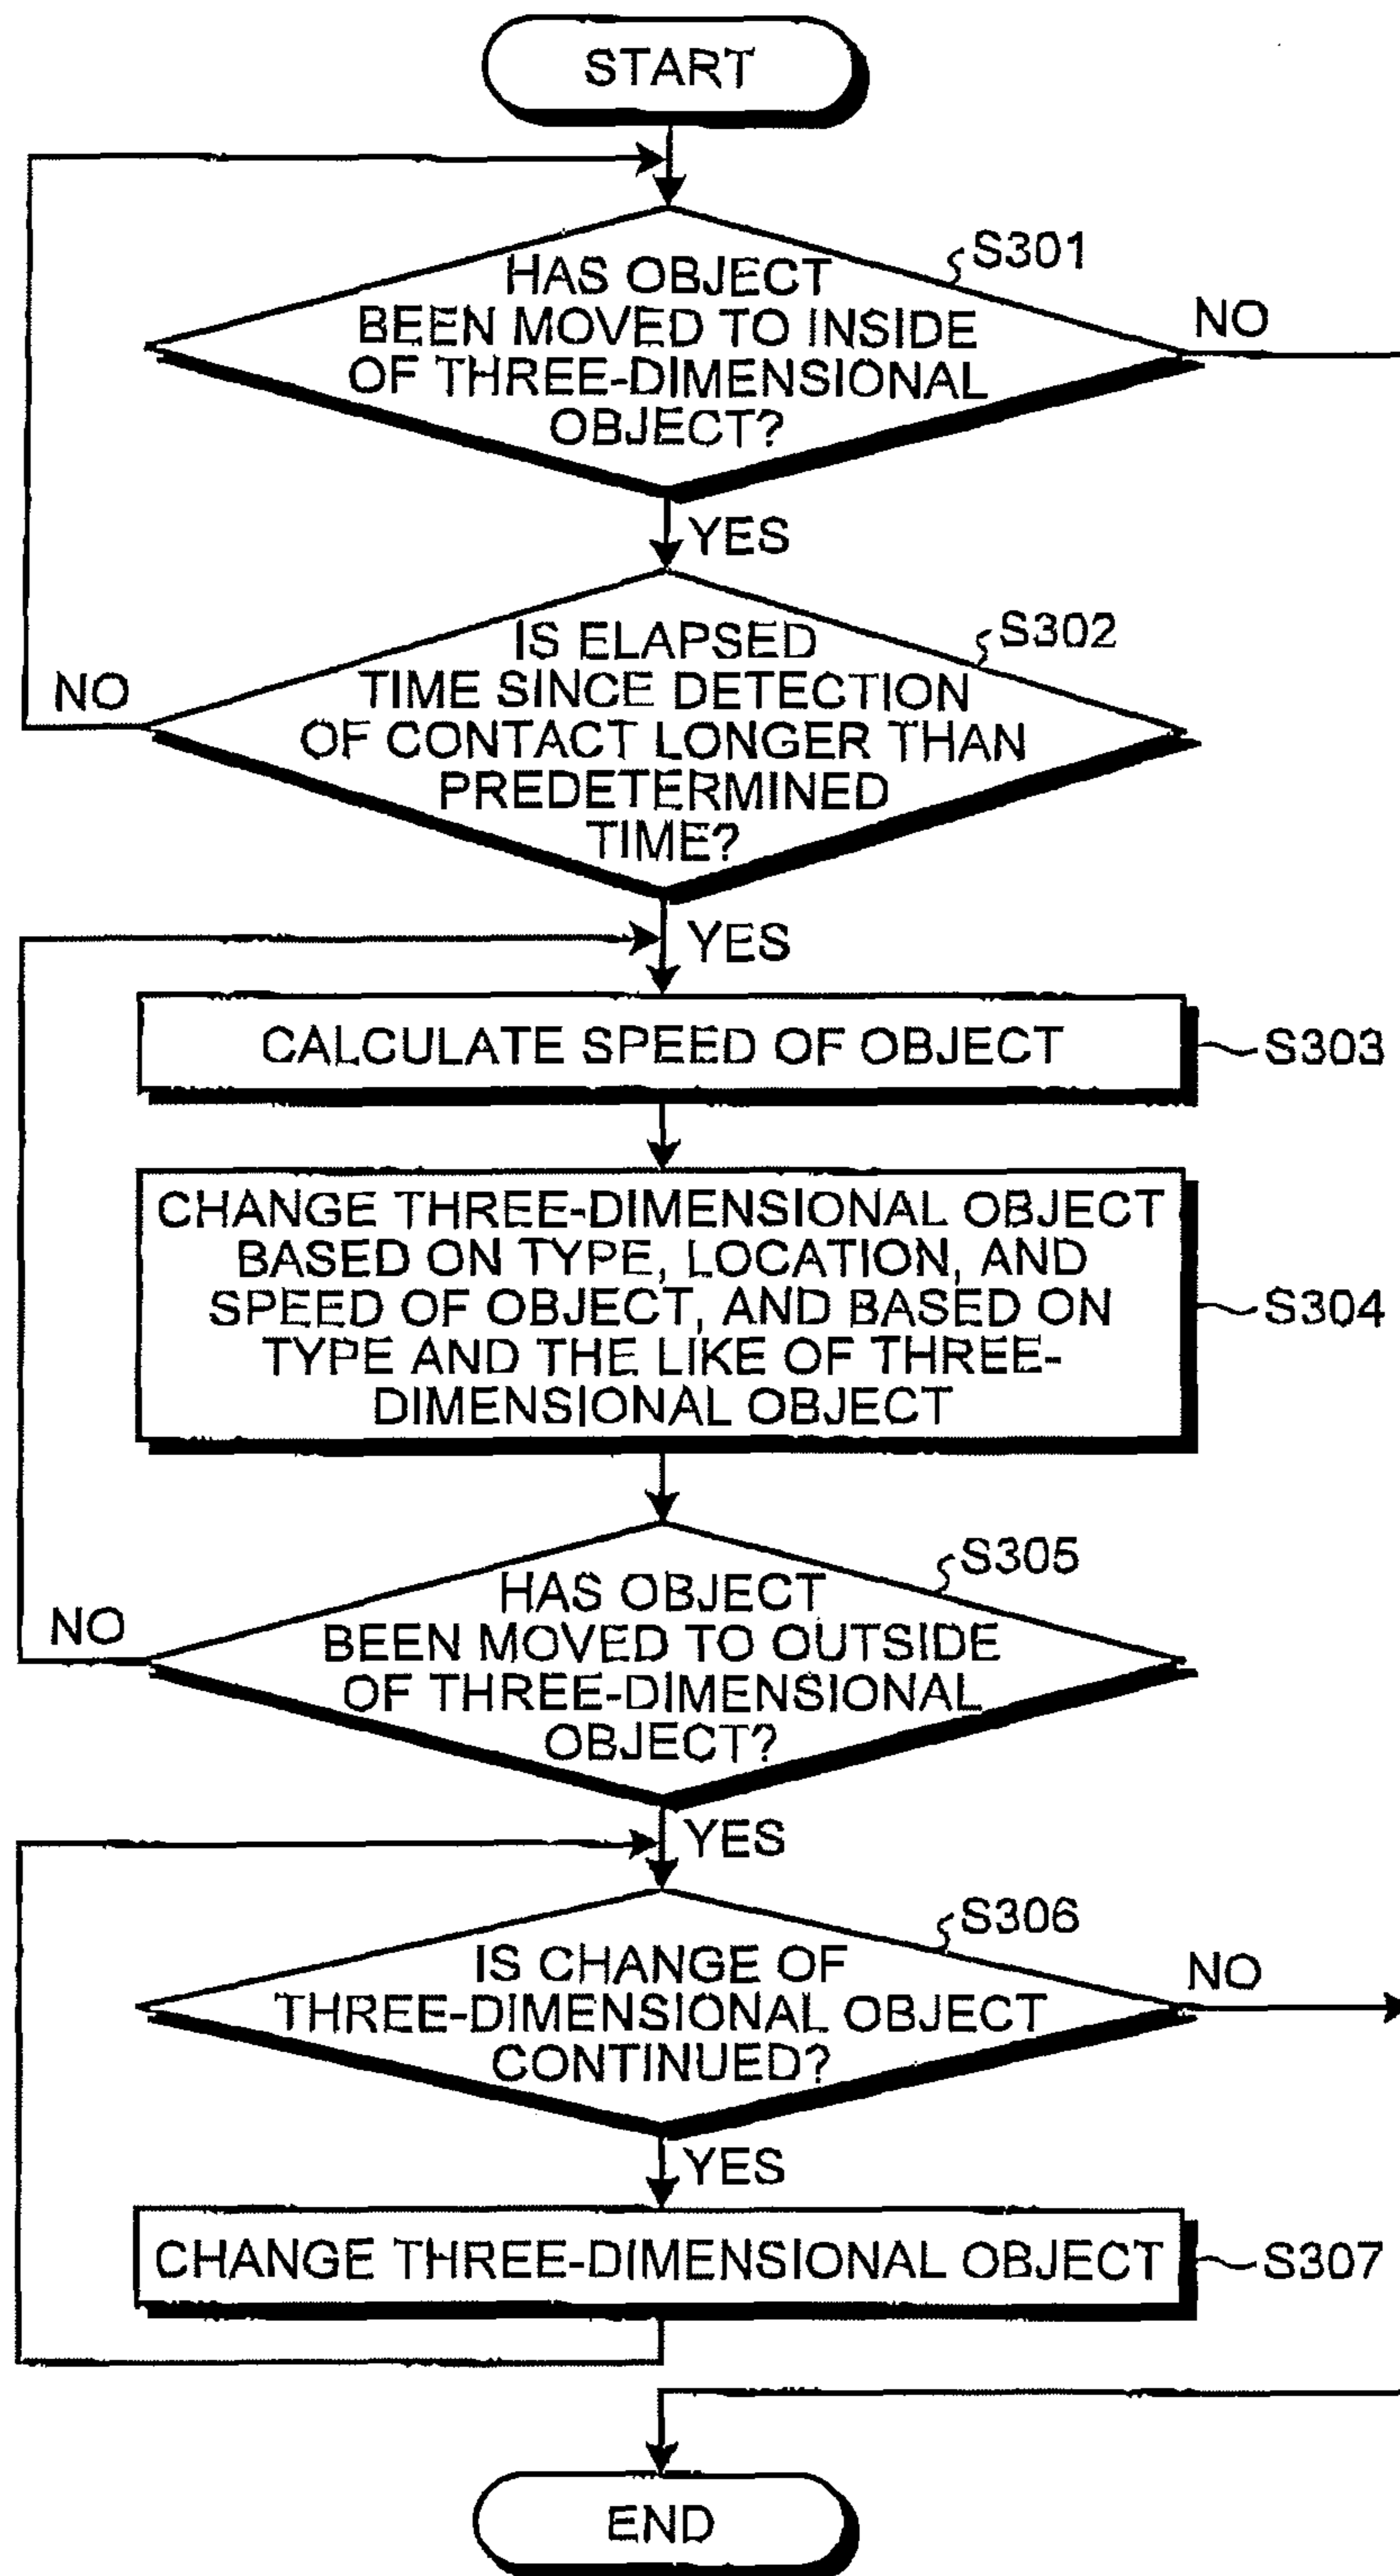 START
S301
HAS OBJECT
BEEN MOVED TO INSIDE
OF THREE-DIMENSIONAL
OBJECT?
NO
YES
S302
IS ELAPSED
TIME SINCE DETECTION
OF CONTACT LONGER THAN
PREDETERMINED
TIME?
NO
YES
CALCULATE SPEED OF OBJECT
S303
CHANGE THREE-DIMENSIONAL OBJECT
BASED ON TYPE, LOCATION, AND
SPEED OF OBJECT, AND BASED ON
TYPE AND THE LIKE OF THREE-
DIMENSIONAL OBJECT
S304
S305
HAS OBJECT
BEEN MOVED TO OUTSIDE
OF THREE-DIMENSIONAL
OBJECT?
NO
YES
S306
IS CHANGE OF
THREE-DIMENSIONAL OBJECT
CONTINUED?
NO
YES
CHANGE THREE-DIMENSIONAL OBJECT
S307
END